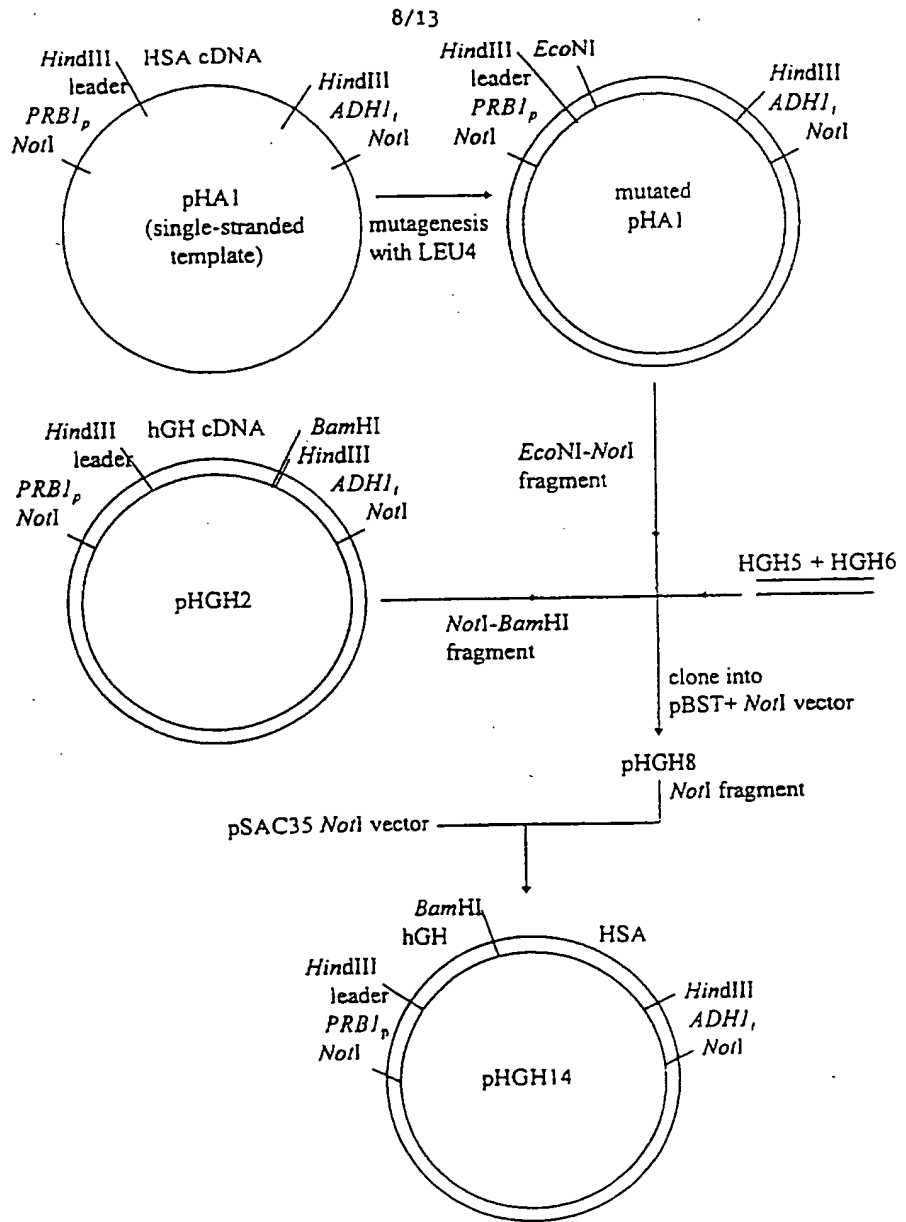 8/13
HindIII HSA cDNA
leader
PRB1p
NotI
HindIII
ADH1t
NotI
pHA1
(single-stranded
template)
mutagenesis
with LEU4
HindIII EcoNI
leader
PRB1p
NotI
HindIII
ADH1t
NotI
mutated
pHA1
HindIII hGH cDNA
leader
PRB1p
NotI
BamHI
HindIII
ADH1t
NotI
pHGH2
EcoNI-NotI
fragment
HGH5 + HGH6
NotI-BamHI
fragment
clone into
pBST+ NotI vector
pHGH8
NotI fragment
pSAC35 NotI vector
BamHI
hGH
HSA
HindIII
leader
PRB1p
NotI
HindIII
ADH1t
NotI
pHGH14